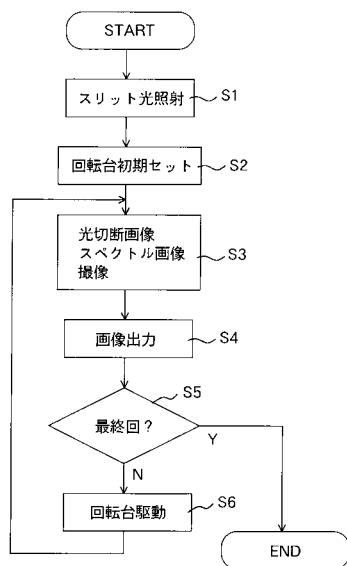 START
スリット光照射
S1
回転台初期セット
S2
光切断画像
スペクトル画像
撮像
S3
画像出力
S4
S5
最終回?
Y
N
回転台駆動
S6
END